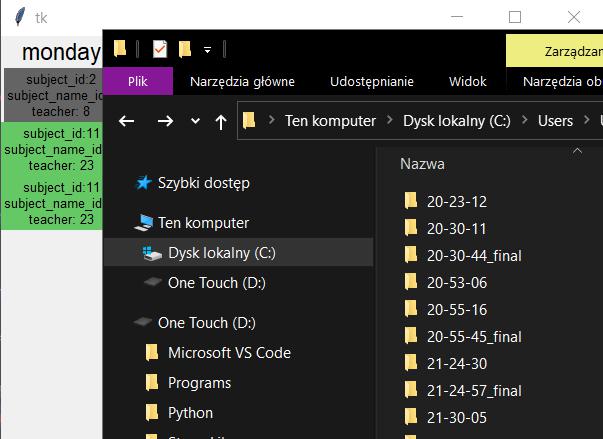 tk
monday
subject_id:2
subject_name_id
teacher: 8
subject_id:11
subject_name_id
teacher: 23
subject_id:11
subject_name_id
teacher: 23
Zarządzan
Plik Narzędzia główne Udostępnianie Widok Narzędzia ob
Ten komputer Dysk lokalny (C:) Users
Nazwa
Szybki dostęp
Ten komputer
Dysk lokalny (C:)
One Touch (D:)
One Touch (D:)
Microsoft VS Code
Programs
Python
20-23-12
20-30-11
20-30-44_final
20-53-06
20-55-16
20-55-45_final
21-24-30
21-24-57_final
21-30-05